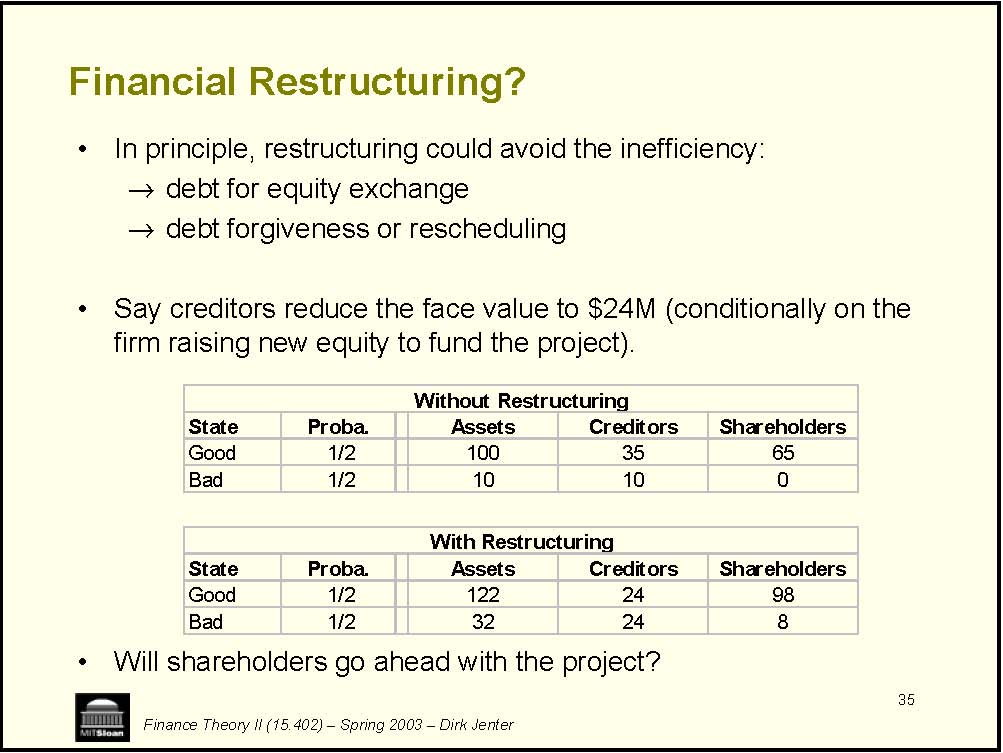 Financial Restructuring?
• In principle, restructuring could avoid the inefficiency:
→ debt for equity exchange
→ debt forgiveness or rescheduling
• Say creditors reduce the face value to $24M (conditionally on the
firm raising new equity to fund the project).
Without Restructuring
State Proba. Assets Creditors Shareholders
Good 1/2 100 35 65
Bad 1/2 10 10 0
With Restructuring
State Proba. Assets Creditors Shareholders
Good 1/2 122 24 98
Bad 1/2 32 24 8
• Will shareholders go ahead with the project?
35
MITSloan
Finance Theory II (15.402) – Spring 2003 – Dirk Jenter